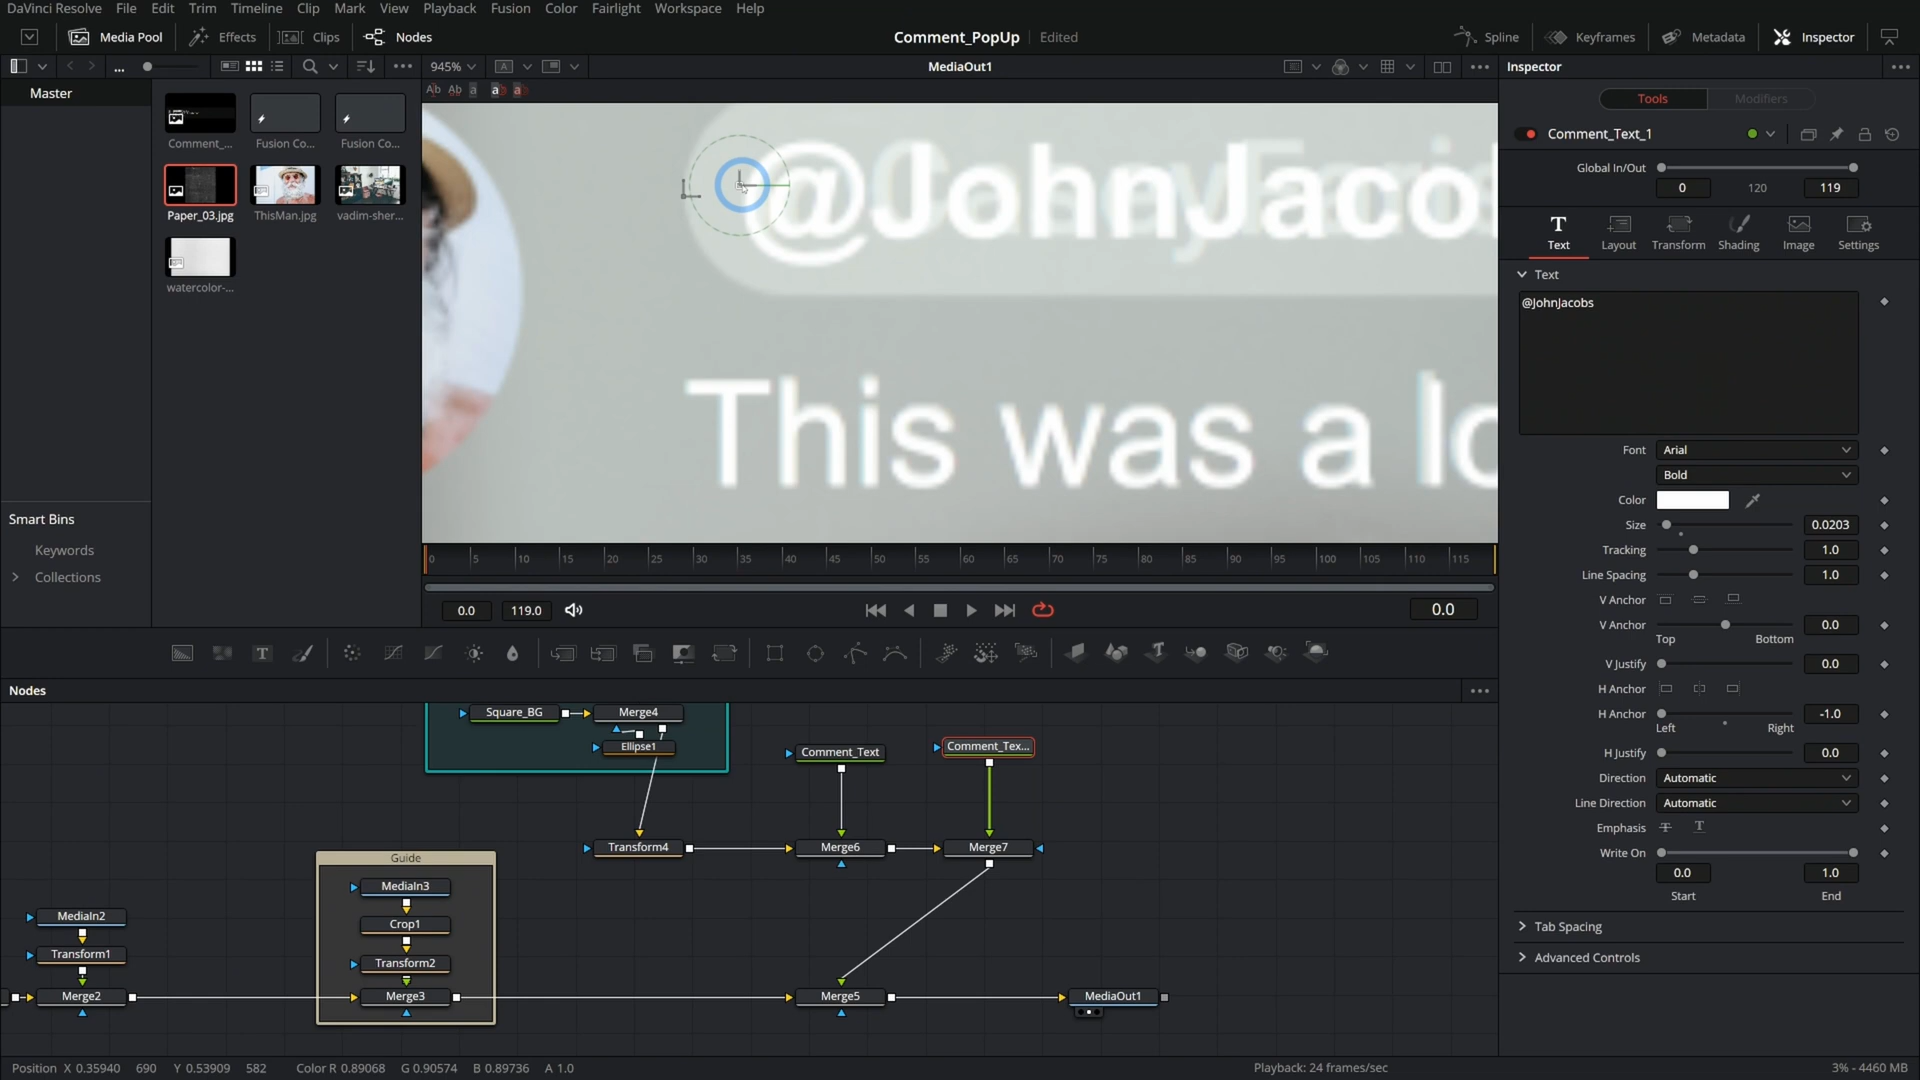 DaVinci Resolve File Edit Trim Timeline Clip Mark View Playback Fusion Color Fairlight Workspace Help
Media Pool Effects Clips Nodes
Comment_PopUp Edited
Spline Keyframes Metadata Inspector
945%
MediaOut1
Inspector
Master
Comment_...
Fusion Co...
Fusion Co...
Paper_03.jpg
ThisMan.jpg
vadim-sher...
watercolor-...
Smart Bins
Keywords
Collections
@JohnJacobs
This was a lo
0 5 10 15 20 25 30 35 40 45 50 55 60 65 70 75 80 85 90 95 100 105 110 115
0.0 119.0
0.0
Tools Modifiers
Comment_Text_1
Global In/Out
0 120 119
Text Layout Transform Shading Image Settings
Text
@JohnJacobs
Font Arial
Bold
Color
Size 0.0203
Tracking 1.0
Line Spacing 1.0
V Anchor
V Anchor 0.0
Top Bottom
V Justify 0.0
H Anchor
H Anchor -1.0
Left Right
H Justify 0.0
Direction Automatic
Line Direction Automatic
Emphasis
Write On
0.0 1.0
Start End
Tab Spacing
Advanced Controls
Nodes
Square_BG Merge4
Ellipse1
Comment_Text
Comment_Tex...
Transform4 Merge6 Merge7
Guide
MediaIn3
Crop1
Transform2
Merge3
MediaIn2
Transform1
Merge2
Merge5
MediaOut1
Position X 0.35940 690 Y 0.53909 582 Color R 0.89068 G 0.90574 B 0.89736 A 1.0
Playback: 24 frames/sec
3% - 4460 MB